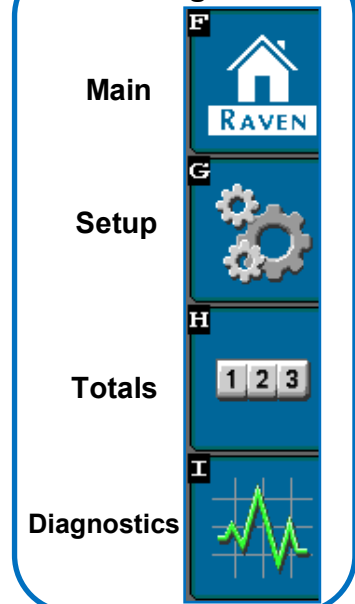 F
Main
RAVEN
G
Setup
H
1 2 3
Totals
I
Diagnostics